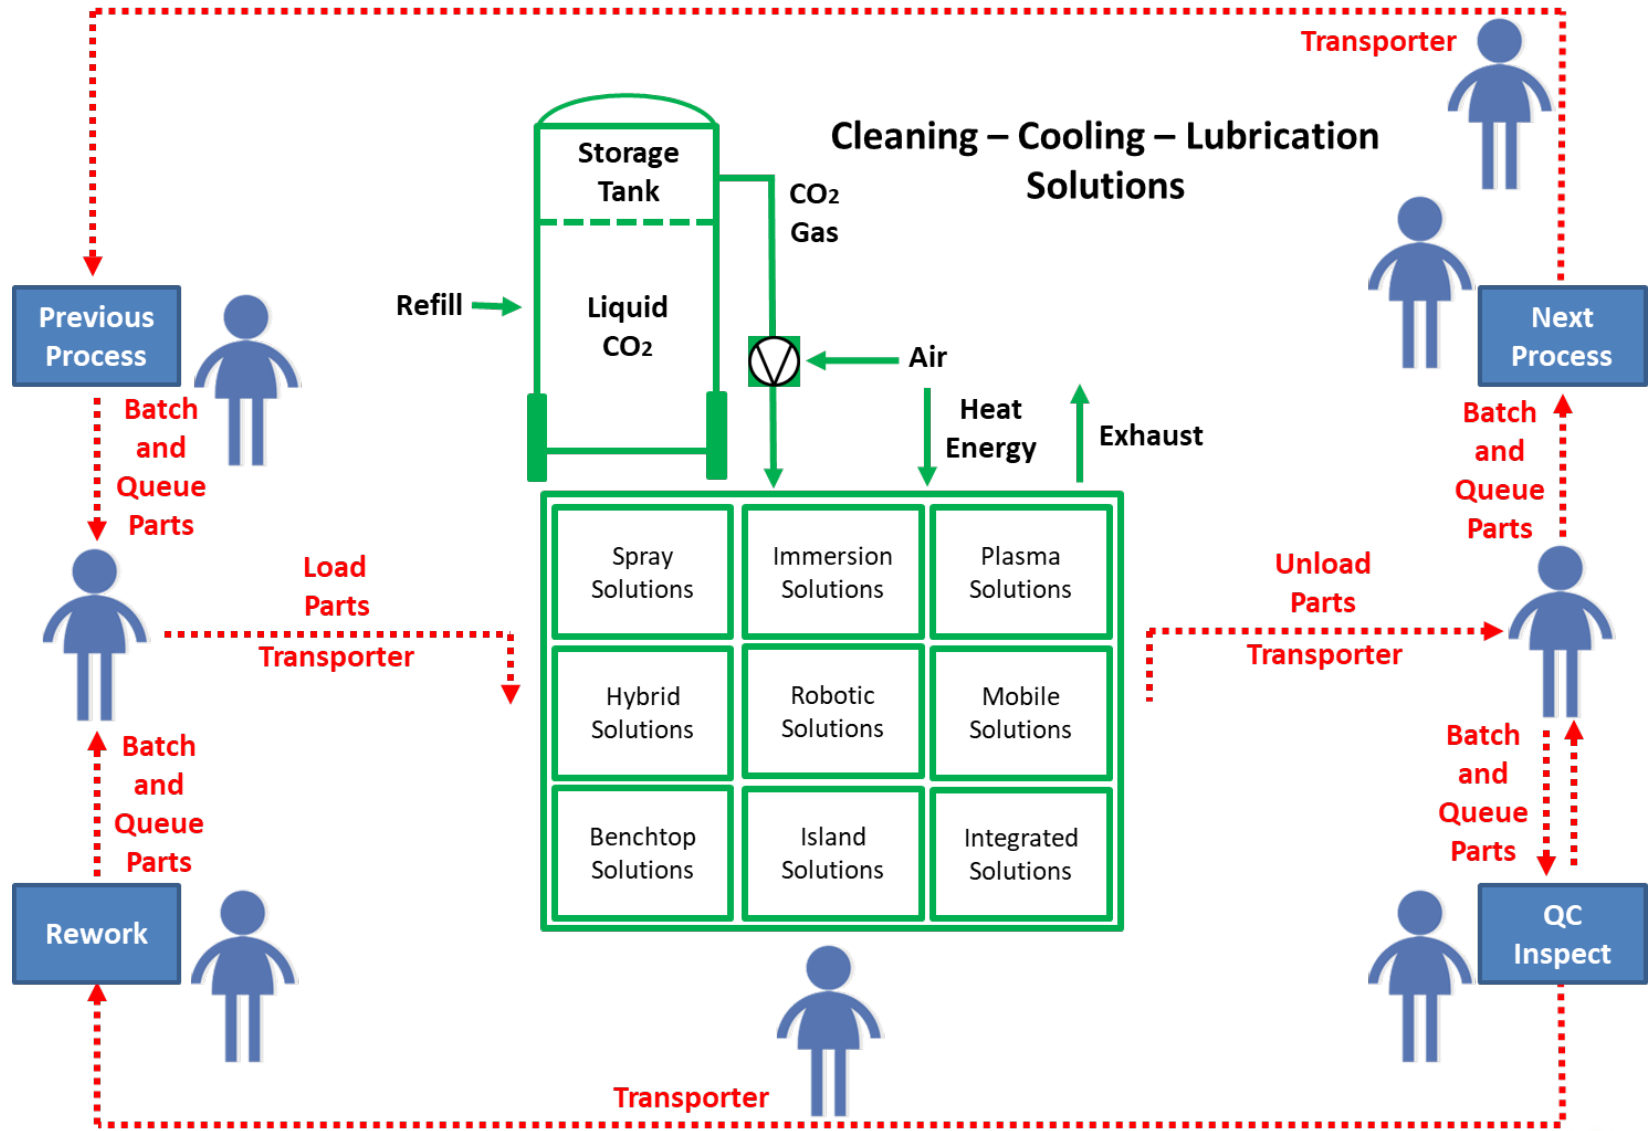 Transporter
Cleaning – Cooling – Lubrication
Solutions
Storage
Tank
CO2
Gas
Refill
Liquid
CO2
Air
Heat
Energy
Exhaust
Previous
Process
Next
Process
Batch
and
Queue
Parts
Batch
and
Queue
Parts
Load
Parts
Transporter
Unload
Parts
Transporter
Spray
Solutions
Immersion
Solutions
Plasma
Solutions
Hybrid
Solutions
Robotic
Solutions
Mobile
Solutions
Benchtop
Solutions
Island
Solutions
Integrated
Solutions
Batch
and
Queue
Parts
Batch
and
Queue
Parts
Rework
QC
Inspect
Transporter